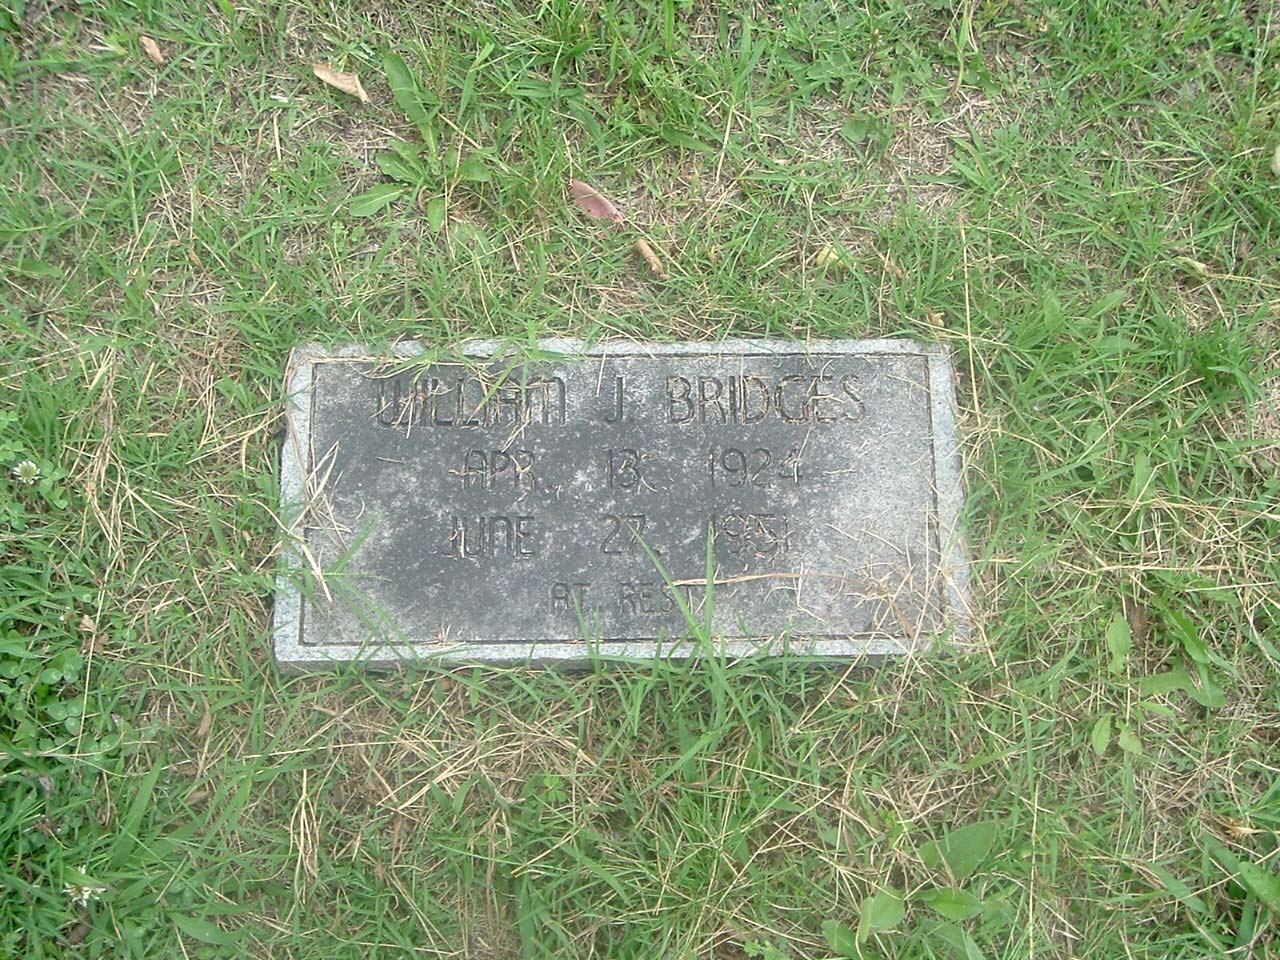 WILLIAM J. BRIDGES
APR. 13, 1924
JUNE 27, 1951
AT REST